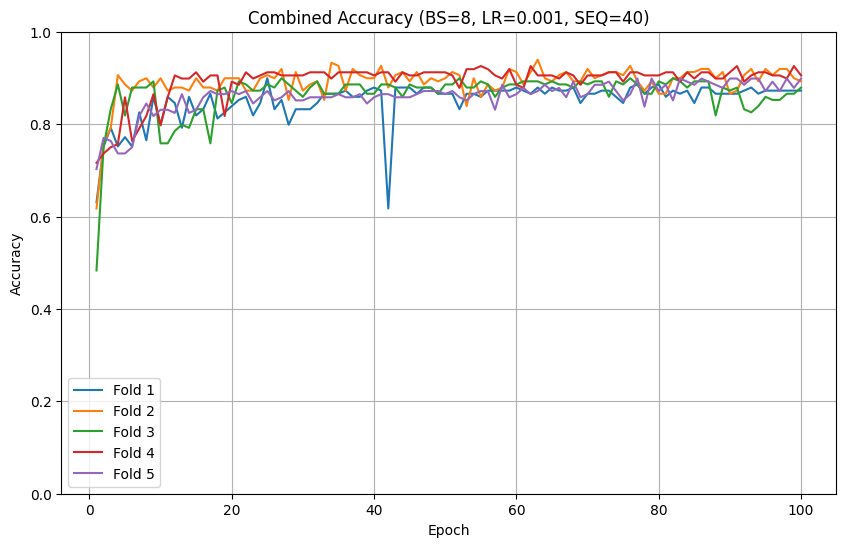 Combined Accuracy (BS=8, LR=0.001, SEQ=40)
Accuracy
1.0
0.8
0.6
0.4
0.2
0.0
Fold 1
Fold 2
Fold 3
Fold 4
Fold 5
0 20 40 60 80 100
Epoch